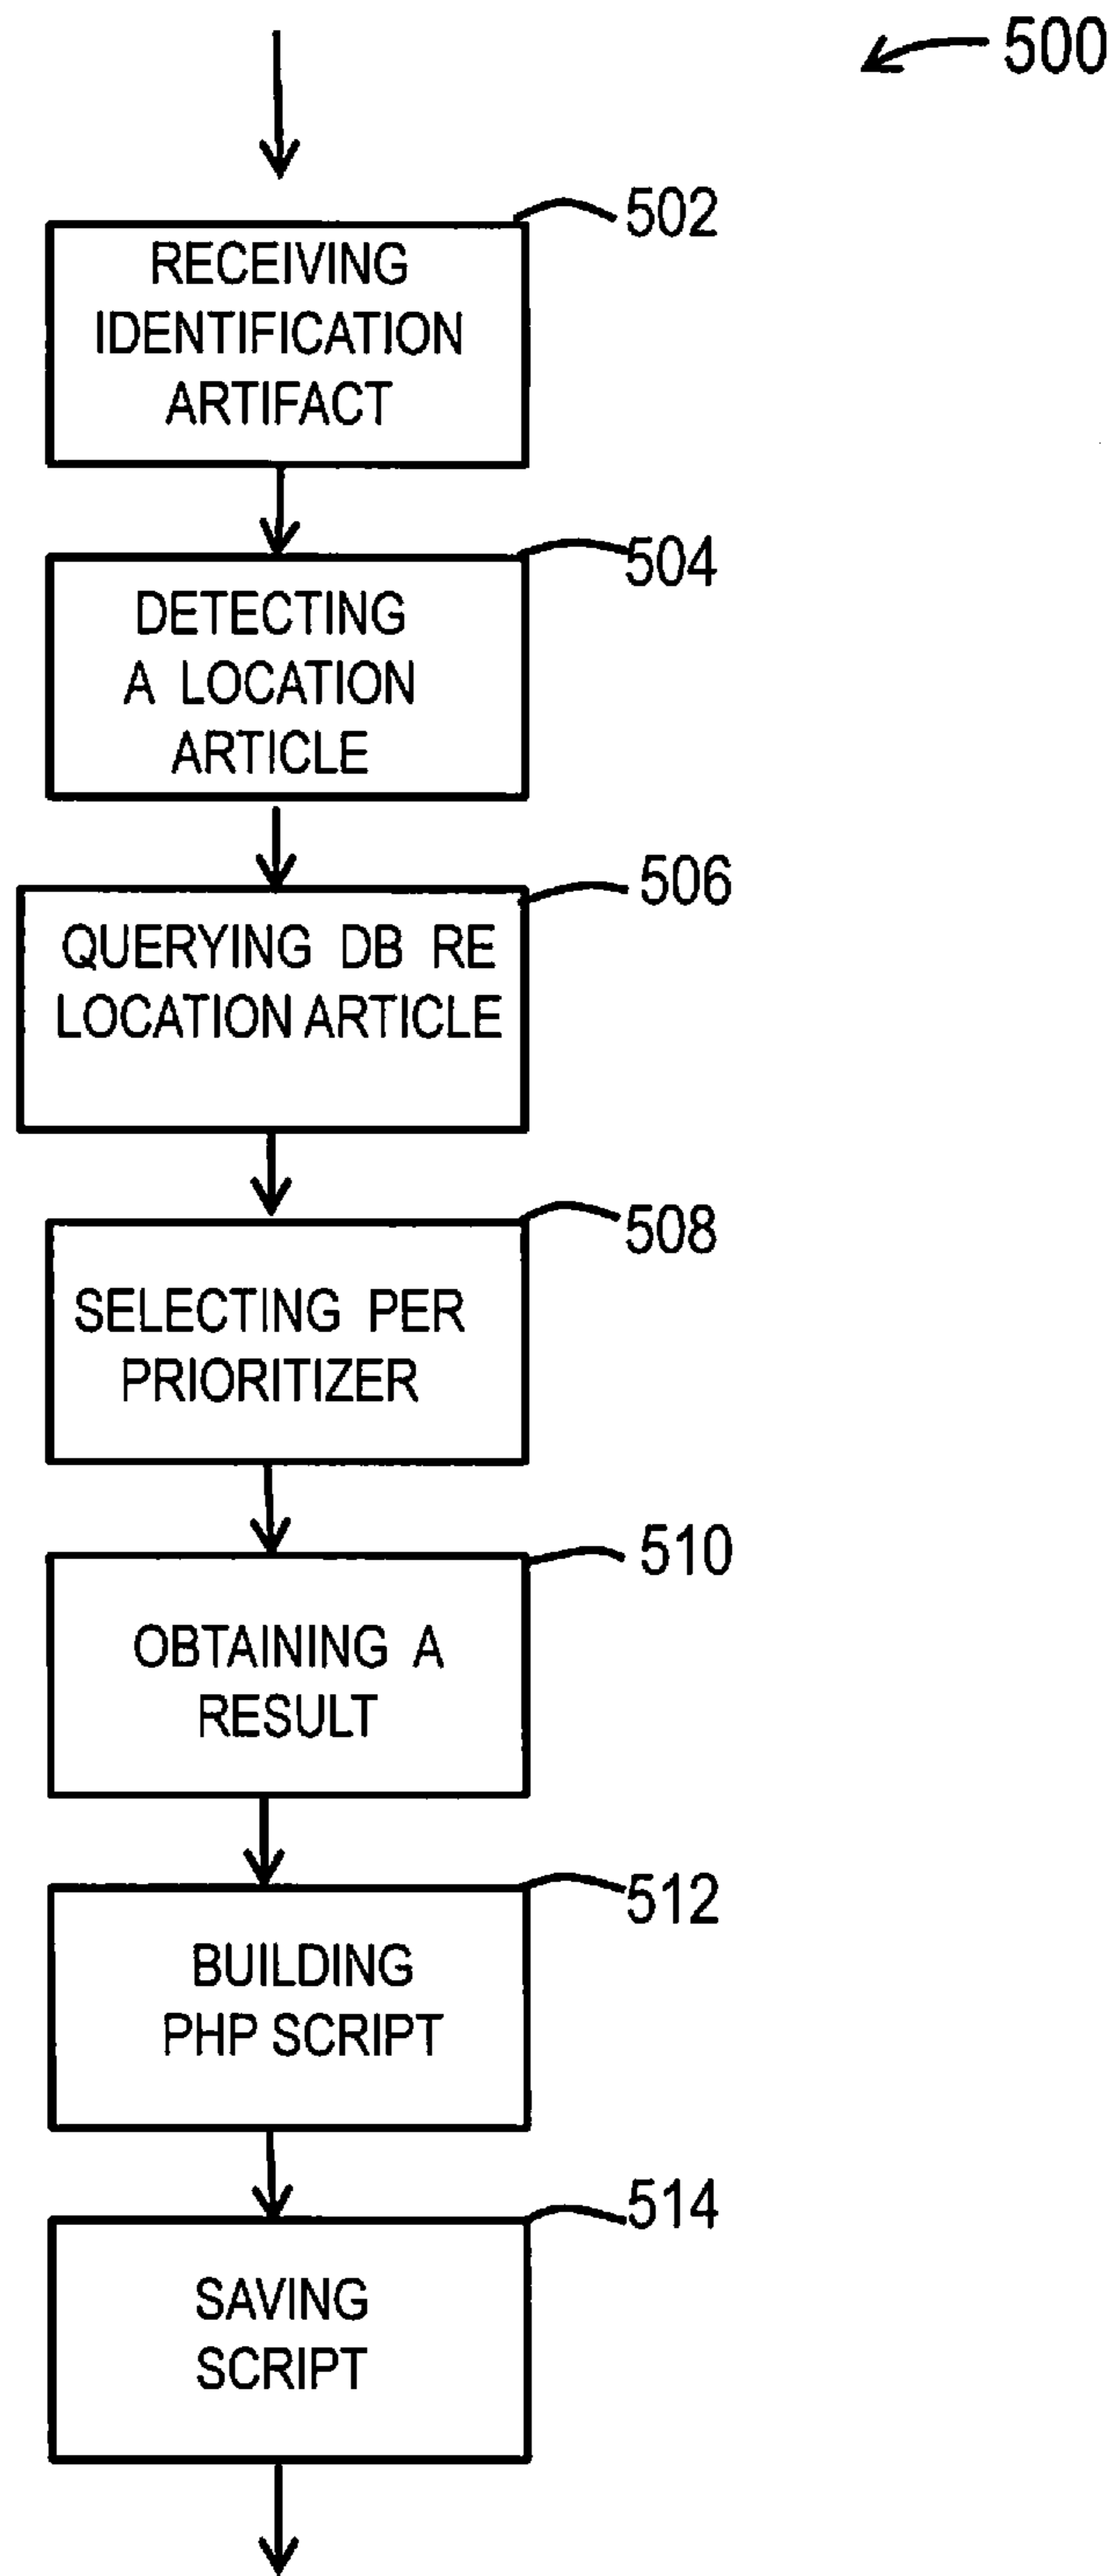 500
502
RECEIVING
IDENTIFICATION
ARTIFACT
504
DETECTING
A LOCATION
ARTICLE
506
QUERYING DB RE
LOCATION ARTICLE
508
SELECTING PER
PRIORITIZER
510
OBTAINING A
RESULT
512
BUILDING
PHP SCRIPT
514
SAVING
SCRIPT